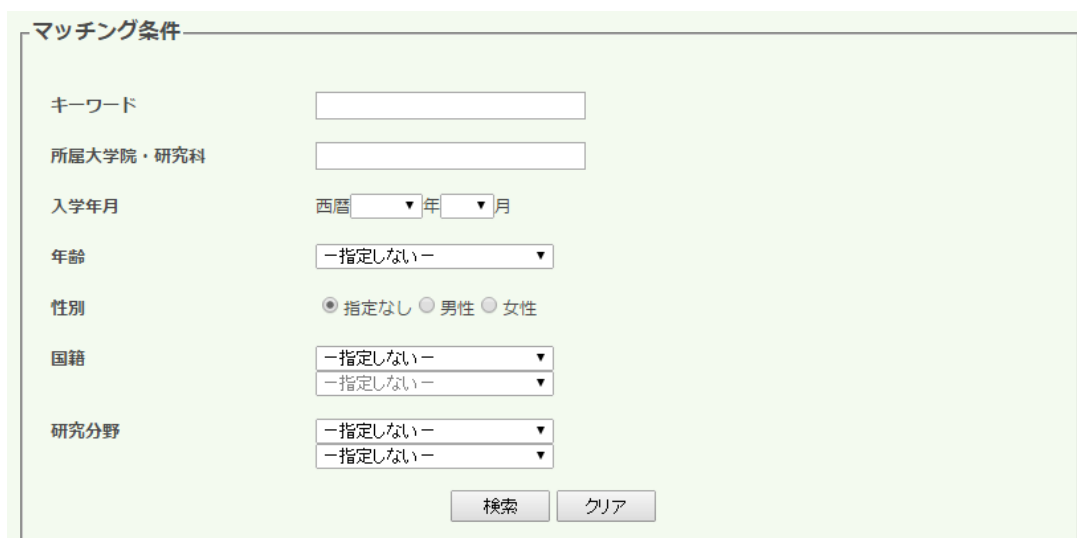 マッチング条件
キーワード
所属大学院・研究科
入学年月 西暦 年 月
年齢 ー指定しないー
性別 指定なし 男性 女性
国籍 ー指定しないー
ー指定しないー
研究分野 ー指定しないー
ー指定しないー
検索 クリア